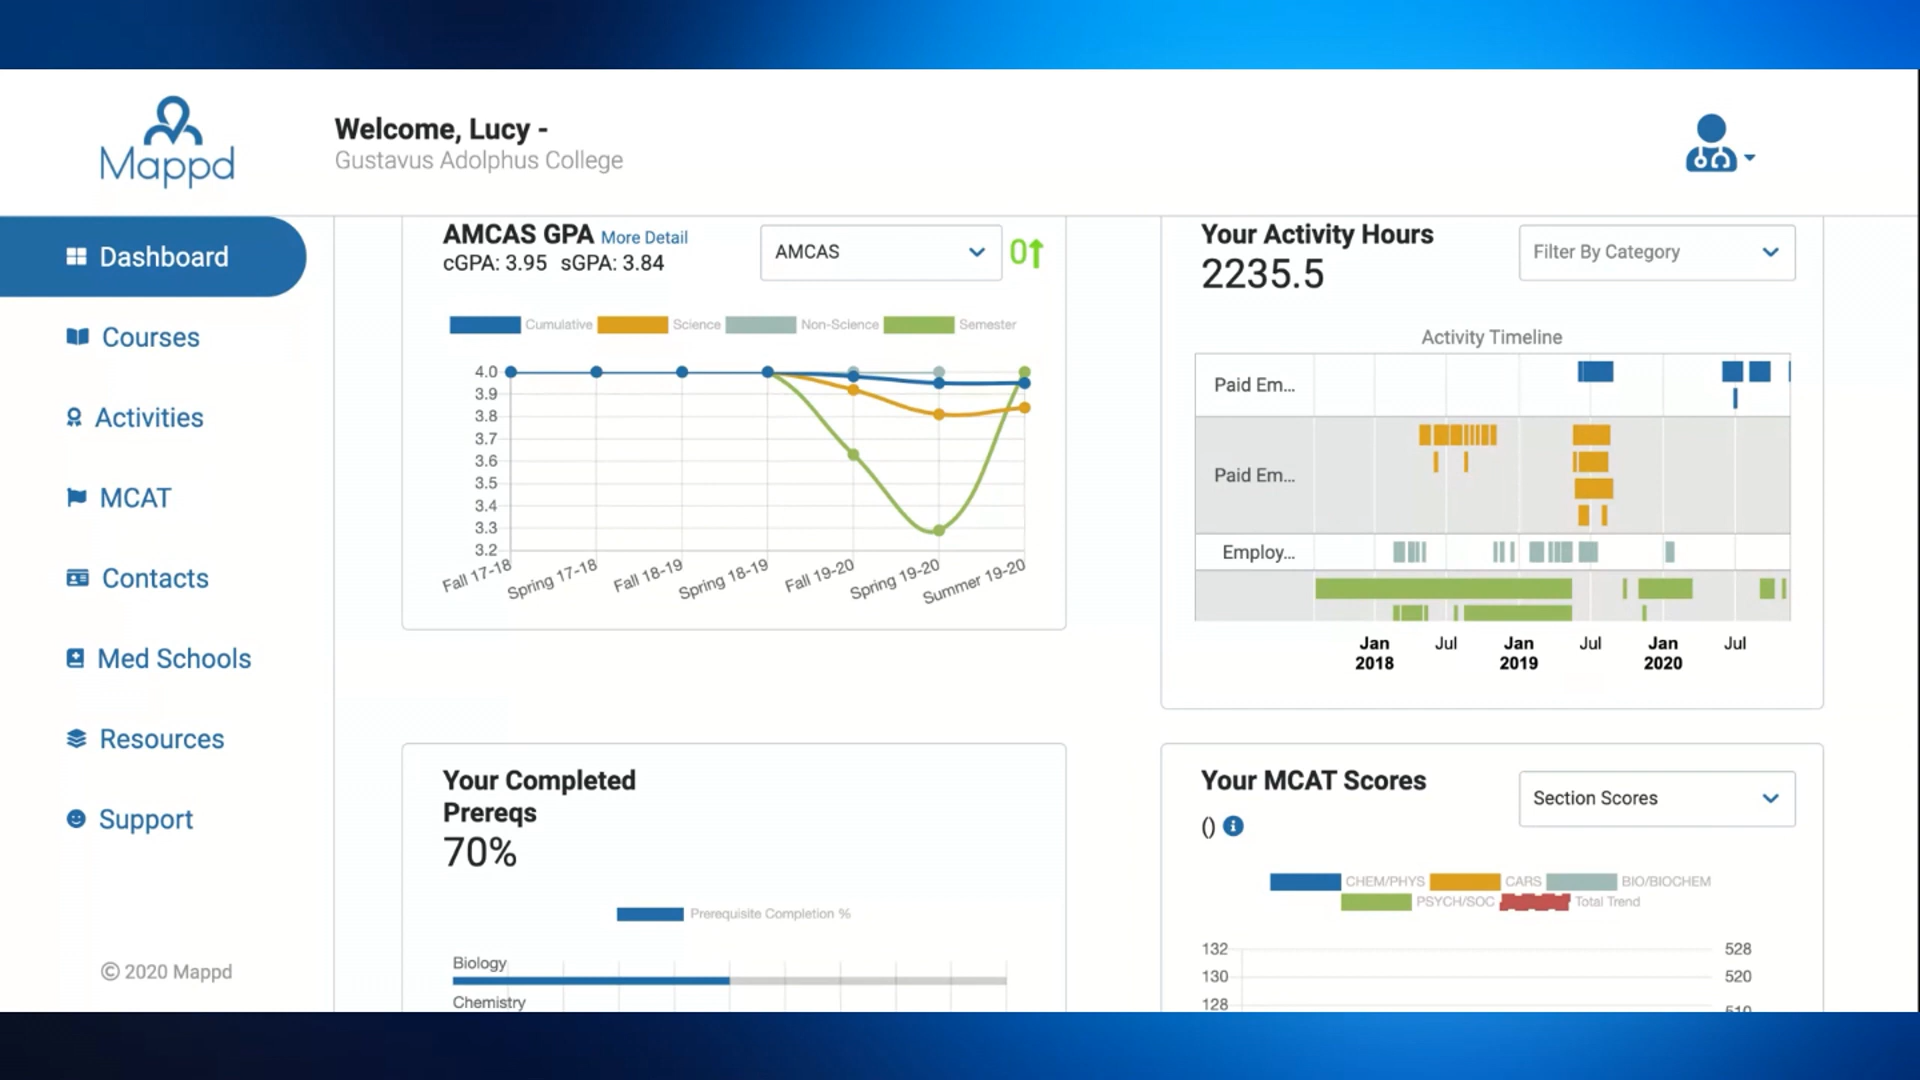 Mappd
Welcome, Lucy -
Gustavus Adolphus College
Dashboard
Courses
Activities
MCAT
Contacts
Med Schools
Resources
Support
© 2020 Mappd
AMCAS GPA More Detail
cGPA: 3.95 sGPA: 3.84
AMCAS
0
Cumulative Science Non-Science Semester
4.0
3.9
3.8
3.7
3.6
3.5
3.4
3.3
3.2
Fall 17-18 Spring 17-18 Fall 18-19 Spring 18-19 Fall 19-20 Spring 19-20 Summer 19-20
Your Activity Hours
2235.5
Filter By Category
Activity Timeline
Paid Em...
Paid Em...
Employ...
Jan Jul Jan Jul Jan Jul
2018 2019 2020
Your Completed
Prereqs
70%
Prerequisite Completion %
Biology
Chemistry
Your MCAT Scores
()
Section Scores
CHEM/PHYS CARS BIO/BIOCHEM
PSYCH/SOC Total Trend
132 528
130 520
128